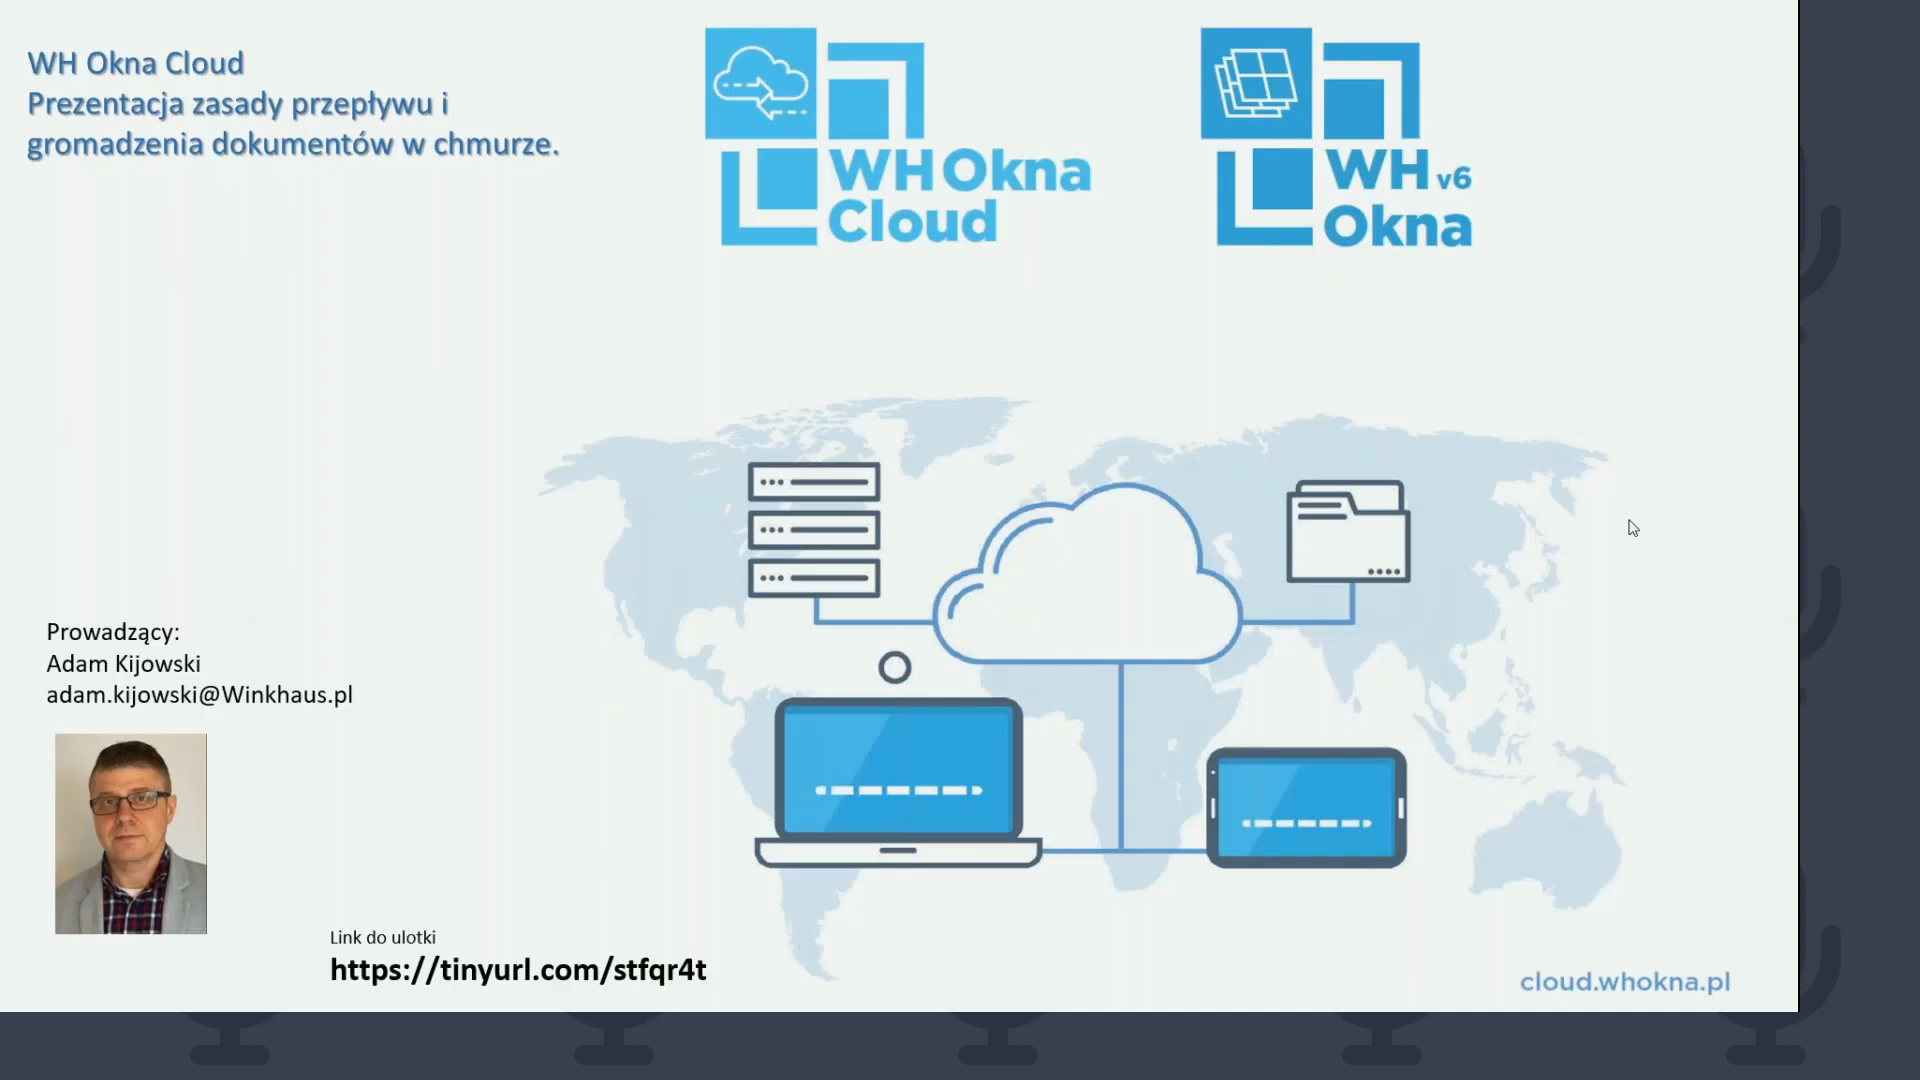 WH Okna Cloud
Prezentacja zasady przepływu i
gromadzenia dokumentów w chmurze.
WH Okna
Cloud
WH v6
Okna
Prowadzący:
Adam Kijowski
adam.kijowski@Winkhaus.pl
Link do ulotki
https://tinyurl.com/stfqr4t
cloud.whokna.pl